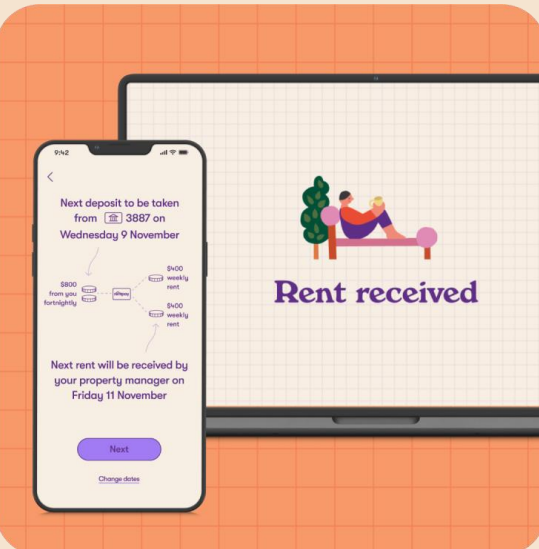 9:42
Next deposit to be taken
from 3887 on
Wednesday 9 November
$800
from you
fortnightly
$400
weekly
rent
$400
weekly
rent
Next rent will be received by
your property manager on
Friday 11 November
Next
Change dates
Rent received